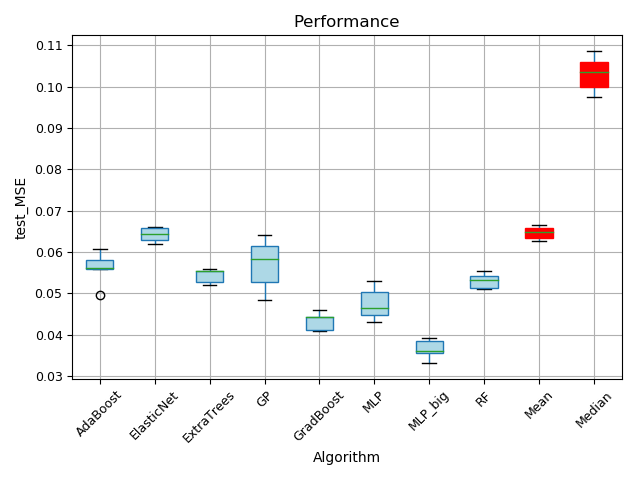 Performance
0.11
0.10
0.09
0.08
0.07
0.06
0.05
0.04
0.03
test_MSE
AdaBoost
ElasticNet
ExtraTrees
GP
GradBoost
MLP
MLP_big
RF
Mean
Median
Algorithm